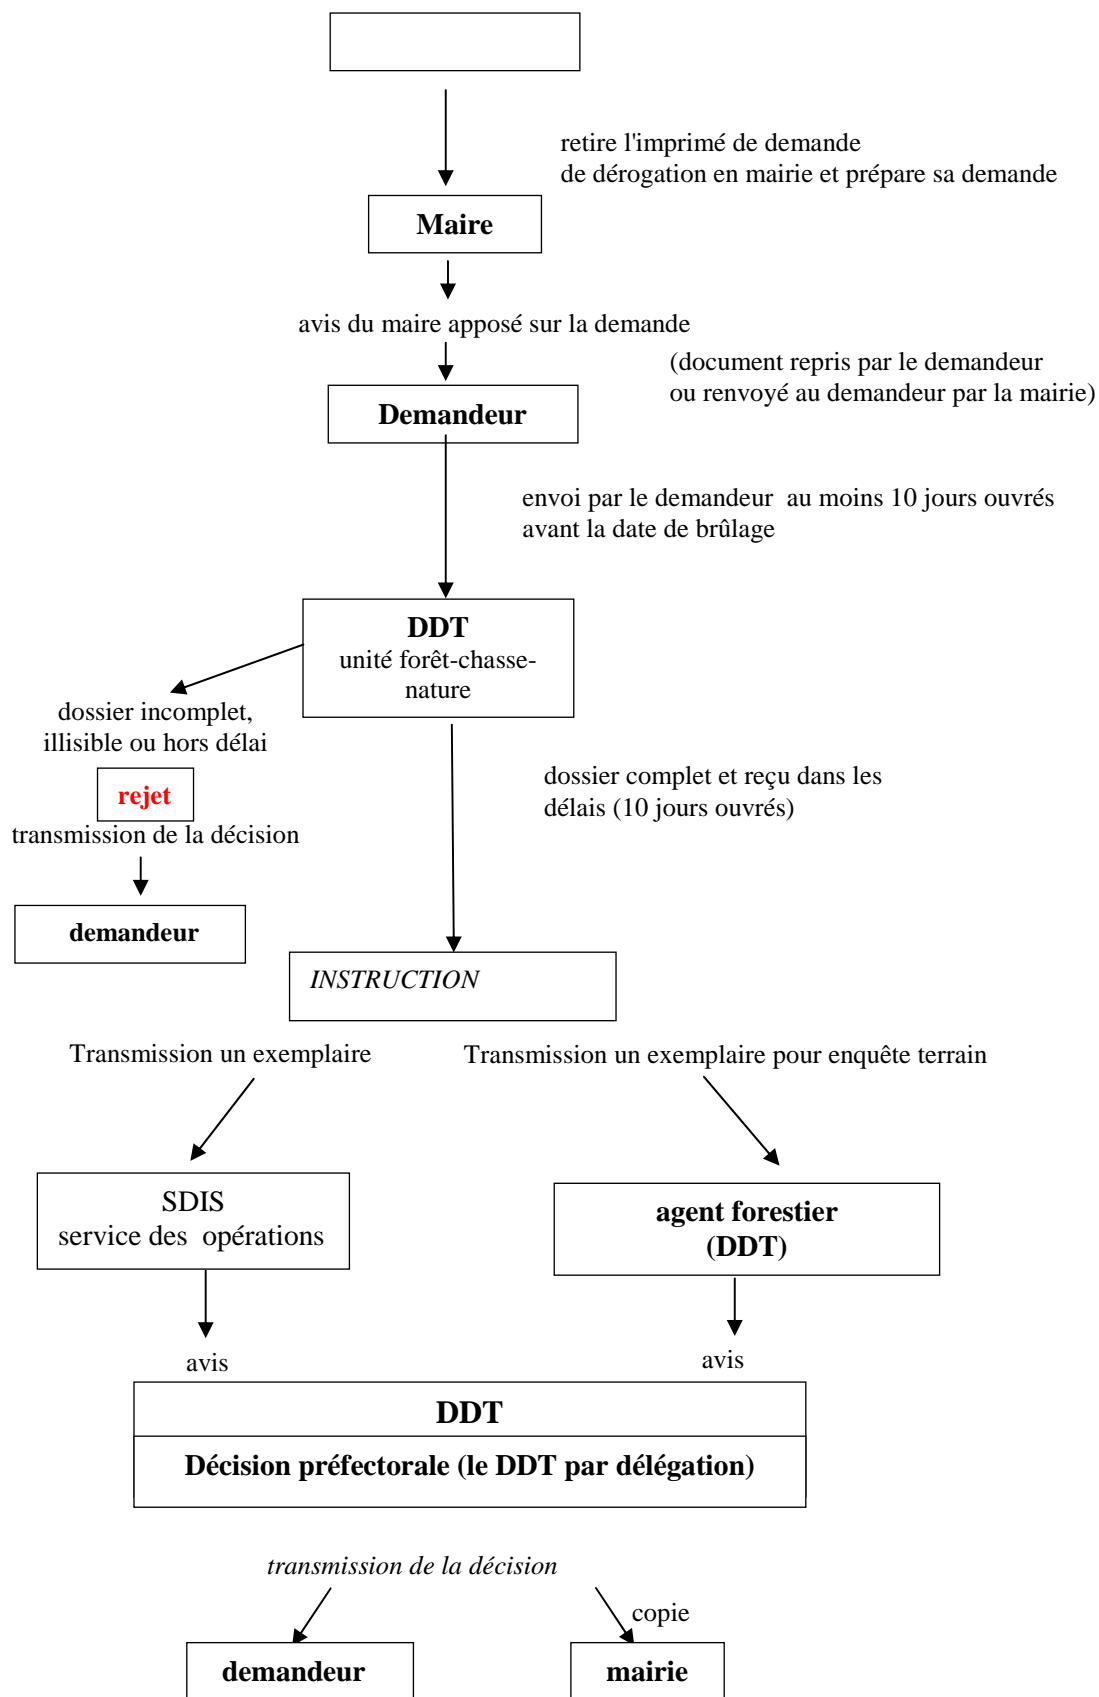 retire l'imprimé de demande
de dérogation en mairie et prépare sa demande
Maire
avis du maire apposé sur la demande
(document repris par le demandeur
ou renvoyé au demandeur par la mairie)
Demandeur
envoi par le demandeur au moins 10 jours ouvrés
avant la date de brûlage
DDT
unité forêt-chasse-
nature
dossier incomplet,
illisible ou hors délai
rejet
transmission de la décision
demandeur
dossier complet et reçu dans les
délais (10 jours ouvrés)
INSTRUCTION
Transmission un exemplaire
Transmission un exemplaire pour enquête terrain
SDIS
service des opérations
agent forestier
(DDT)
avis
avis
DDT
Décision préfectorale (le DDT par délégation)
transmission de la décision
copie
demandeur
mairie